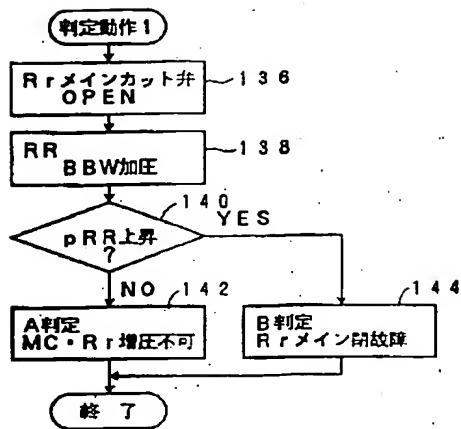 判定動作1
Rrメインカット弁
OPEN
136
RR
BBW加圧
138
pRR上昇
?
140
YES
NO
142
A判定
MC・Rr増圧不可
144
B判定
Rrメイン閉故障
終了